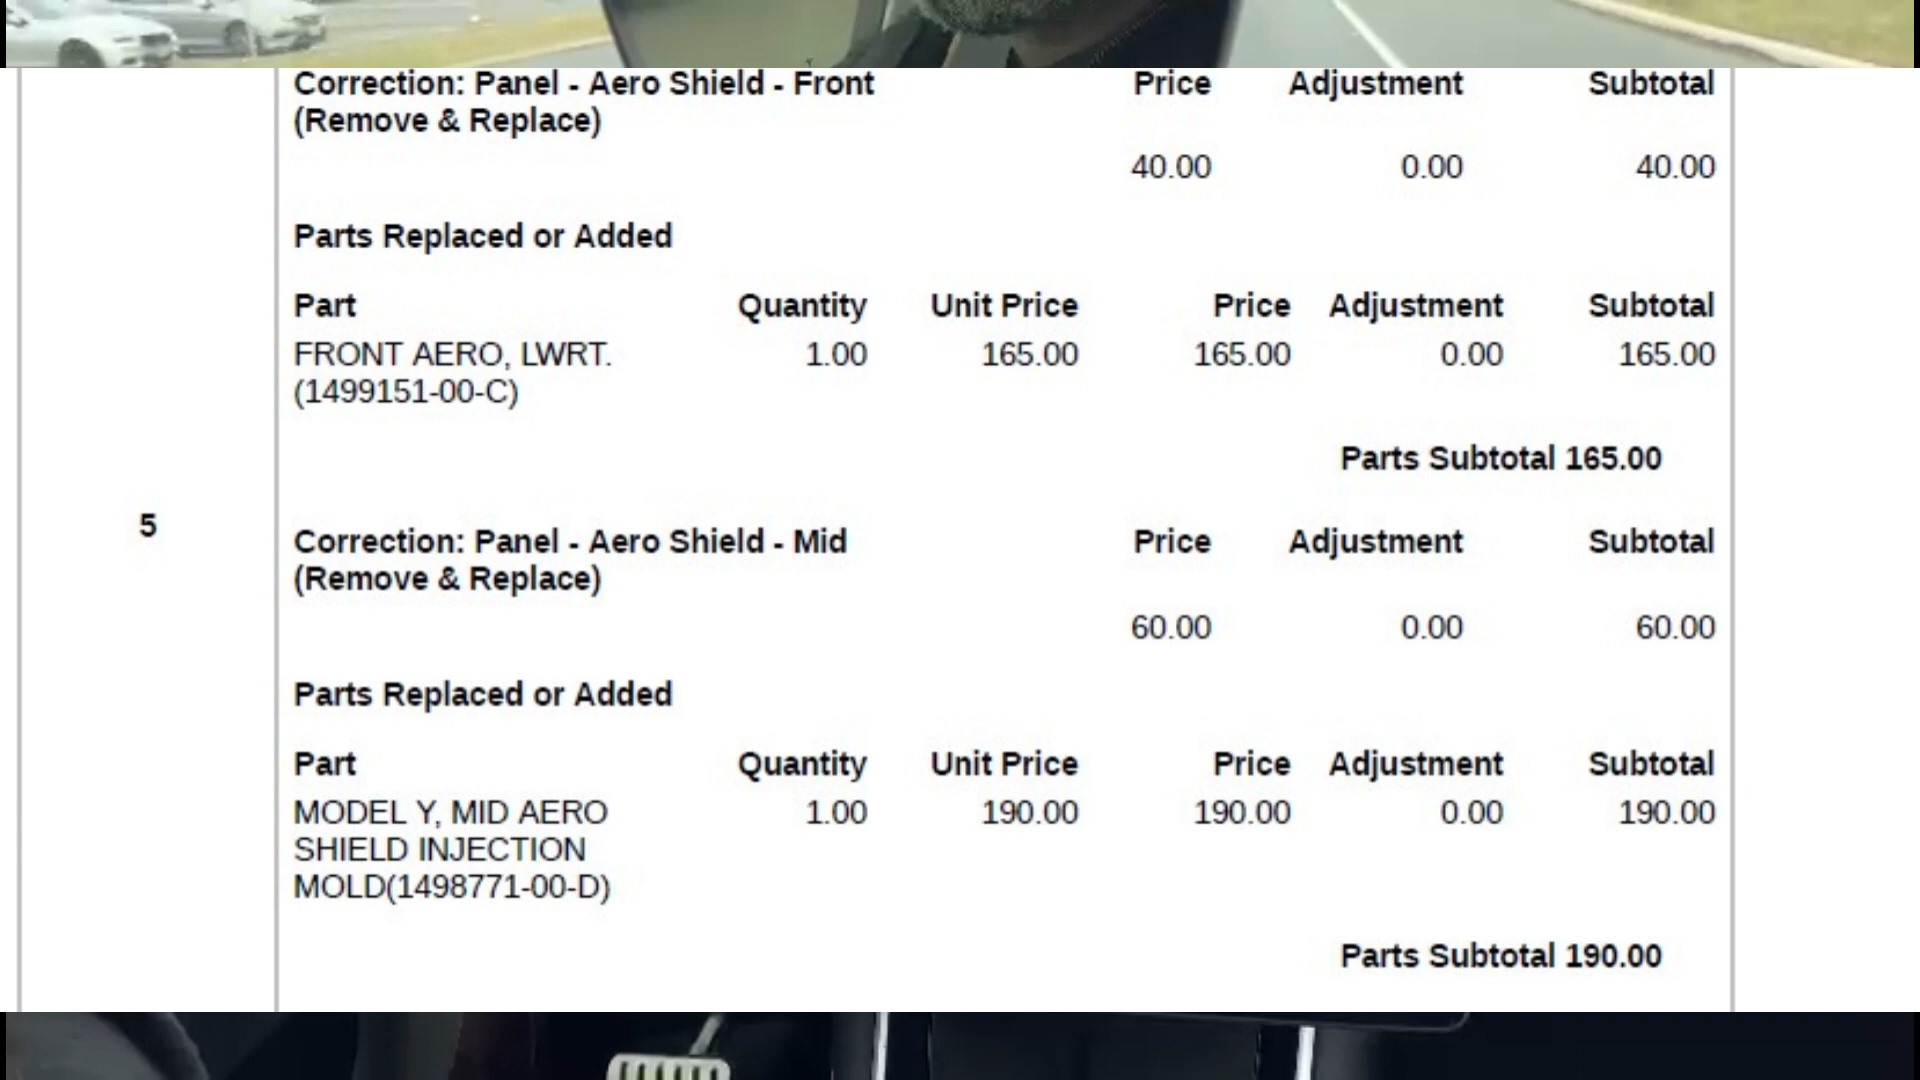 Correction: Panel - Aero Shield - Front Price Adjustment Subtotal
(Remove & Replace)
40.00 0.00 40.00
Parts Replaced or Added
Part Quantity Unit Price Price Adjustment Subtotal
FRONT AERO, LWRT. 1.00 165.00 165.00 0.00 165.00
(1499151-00-C)
Parts Subtotal 165.00
5
Correction: Panel - Aero Shield - Mid Price Adjustment Subtotal
(Remove & Replace)
60.00 0.00 60.00
Parts Replaced or Added
Part Quantity Unit Price Price Adjustment Subtotal
MODEL Y, MID AERO 1.00 190.00 190.00 0.00 190.00
SHIELD INJECTION
MOLD(1498771-00-D)
Parts Subtotal 190.00